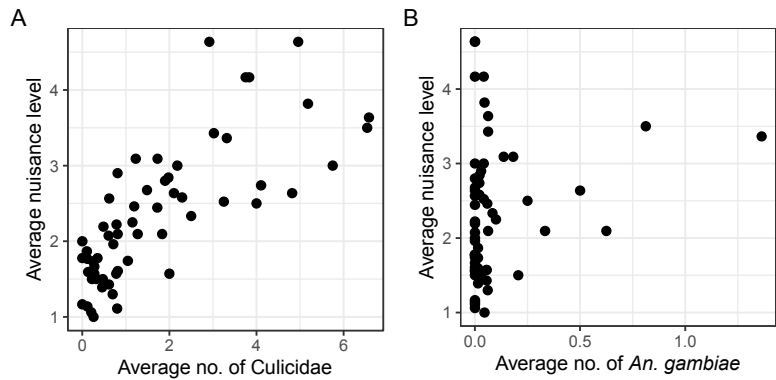 A
Average nuisance level
4
3
2
1
0
2
4
6
Average no. of Culicidae
B
Average nuisance level
4
3
2
1
0.0
0.5
1.0
Average no. of An. gambiae